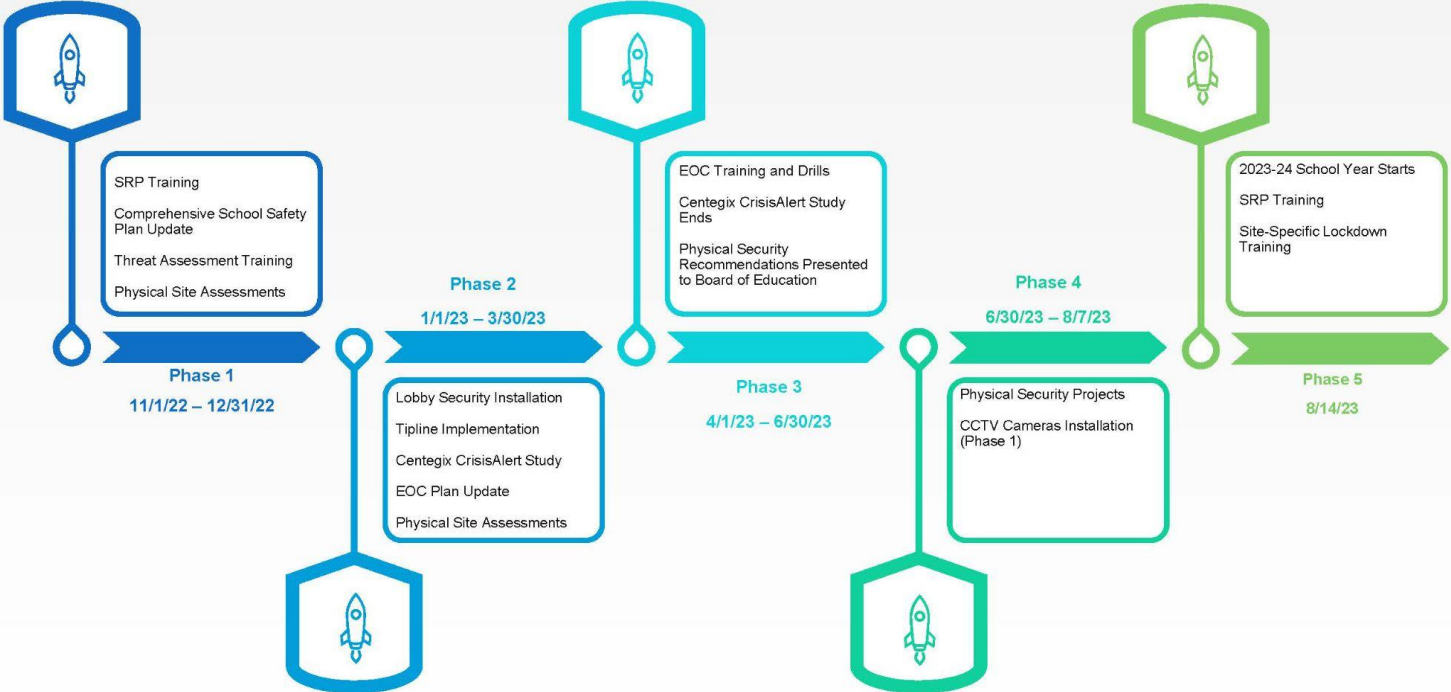 SRP Training
Comprehensive School Safety
Plan Update
Threat Assessment Training
Physical Site Assessments
Phase 1
11/1/22 – 12/31/22
Phase 2
1/1/23 – 3/30/23
Lobby Security Installation
Tipline Implementation
Centegix CrisisAlert Study
EOC Plan Update
Physical Site Assessments
EOC Training and Drills
Centegix CrisisAlert Study
Ends
Physical Security
Recommendations Presented
to Board of Education
Phase 3
4/1/23 – 6/30/23
Phase 4
6/30/23 – 8/7/23
Physical Security Projects
CCTV Cameras Installation
(Phase 1)
2023-24 School Year Starts
SRP Training
Site-Specific Lockdown
Training
Phase 5
8/14/23